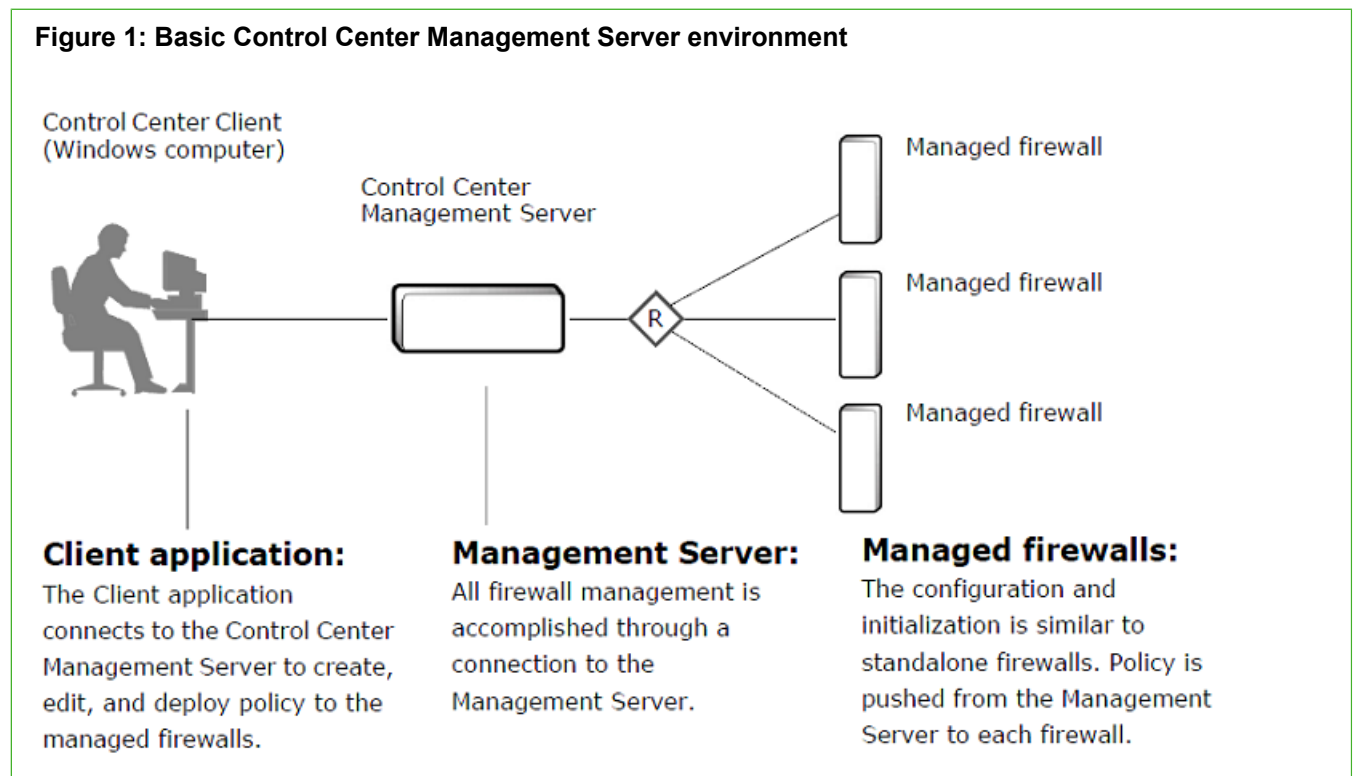 Figure 1: Basic Control Center Management Server environment
Control Center Client
(Windows computer)
Control Center
Management Server
Managed firewall
Managed firewall
Managed firewall
R
Client application:
The Client application
connects to the Control Center
Management Server to create,
edit, and deploy policy to the
managed firewalls.
Management Server:
All firewall management is
accomplished through a
connection to the
Management Server.
Managed firewalls:
The configuration and
initialization is similar to
standalone firewalls. Policy is
pushed from the Management
Server to each firewall.